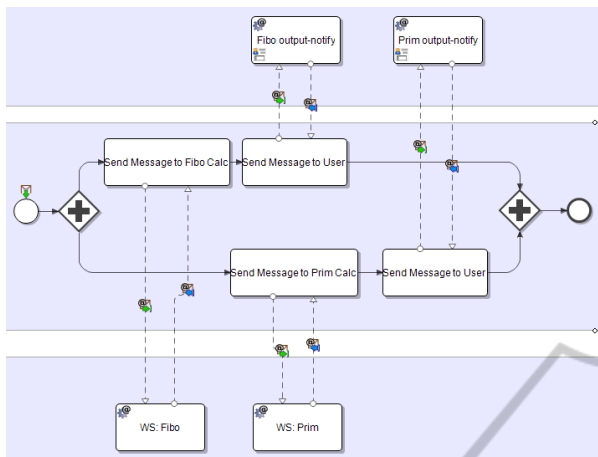 Fibo output-notify
Prim output-notify
Send Message to Fibo Calc
Send Message to User
Send Message to Prim Calc
Send Message to User
WS: Fibo
WS: Prim